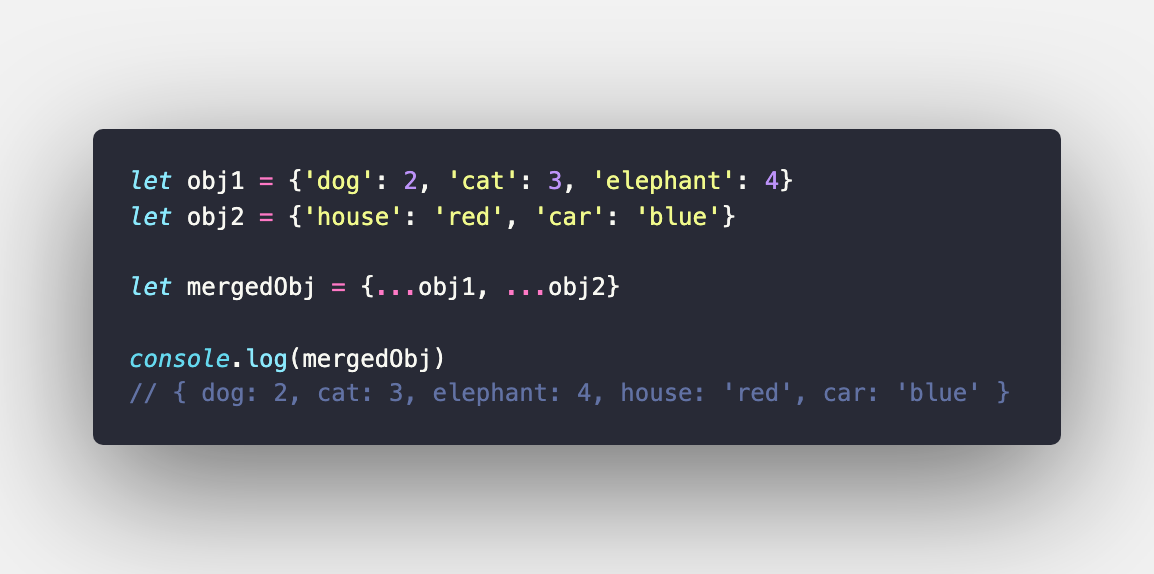 let obj1 = {'dog': 2, 'cat': 3, 'elephant': 4}
let obj2 = {'house': 'red', 'car': 'blue'}
let mergedObj = {...obj1, ...obj2}
console.log(mergedObj)
// { dog: 2, cat: 3, elephant: 4, house: 'red', car: 'blue' }